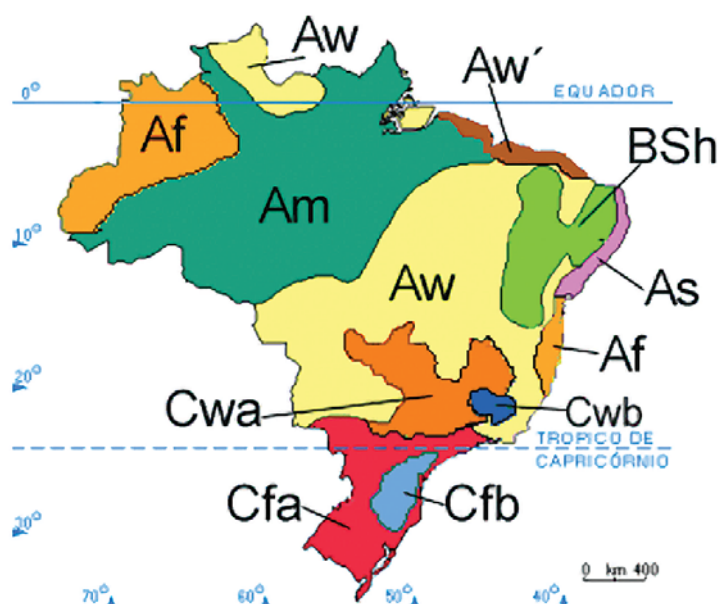 Aw
Aw´
0°
EQUADOR
Af
BSh
Am
10°
Aw
As
Af
20°
Cwa
Cwb
TROPICO DE
CAPRICÓRNIO
Cfa
Cfb
30°
0 km 400
70° 60° 50° 40°